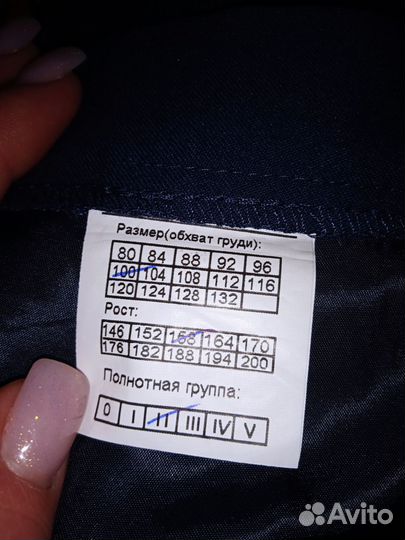 Размер(обхват груди):
80 84 88 92 96
100 104 108 112 116
120 124 128 132
Рост:
146 152 158 164 170
176 182 188 194 200
Полнотная группа:
0 I II III IV V
Avito